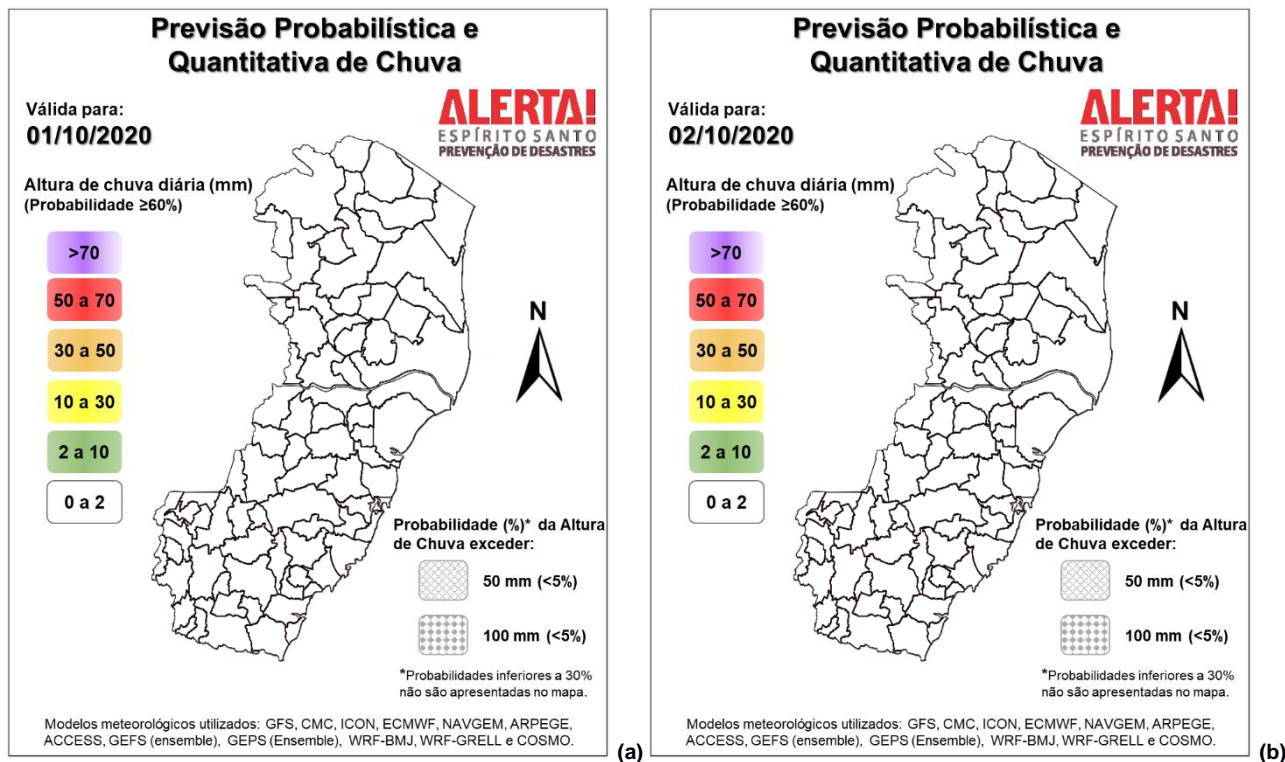 Previsão Probabilística e
Quantitativa de Chuva
Válida para:
01/10/2020
ALERTA!
ESPÍRITO SANTO
PREVENÇÃO DE DESASTRES
Altura de chuva diária (mm)
(Probabilidade ≥60%)
>70
50 a 70
30 a 50
10 a 30
2 a 10
0 a 2
N
Probabilidade (%)* da Altura
de Chuva exceder:
50 mm (<5%)
100 mm (<5%)
*Probabilidades inferiores a 30%
não são apresentadas no mapa.
Modelos meteorológicos utilizados: GFS, CMC, ICON, ECMWF, NAVGEM, ARPEGE,
ACCESS, GEFS (ensemble), GEPS (Ensemble), WRF-BMJ, WRF-GRELL e COSMO.
(a)
Previsão Probabilística e
Quantitativa de Chuva
Válida para:
02/10/2020
ALERTA!
ESPÍRITO SANTO
PREVENÇÃO DE DESASTRES
Altura de chuva diária (mm)
(Probabilidade ≥60%)
>70
50 a 70
30 a 50
10 a 30
2 a 10
0 a 2
N
Probabilidade (%)* da Altura
de Chuva exceder:
50 mm (<5%)
100 mm (<5%)
*Probabilidades inferiores a 30%
não são apresentadas no mapa.
Modelos meteorológicos utilizados: GFS, CMC, ICON, ECMWF, NAVGEM, ARPEGE,
ACCESS, GEFS (ensemble), GEPS (Ensemble), WRF-BMJ, WRF-GRELL e COSMO.
(b)